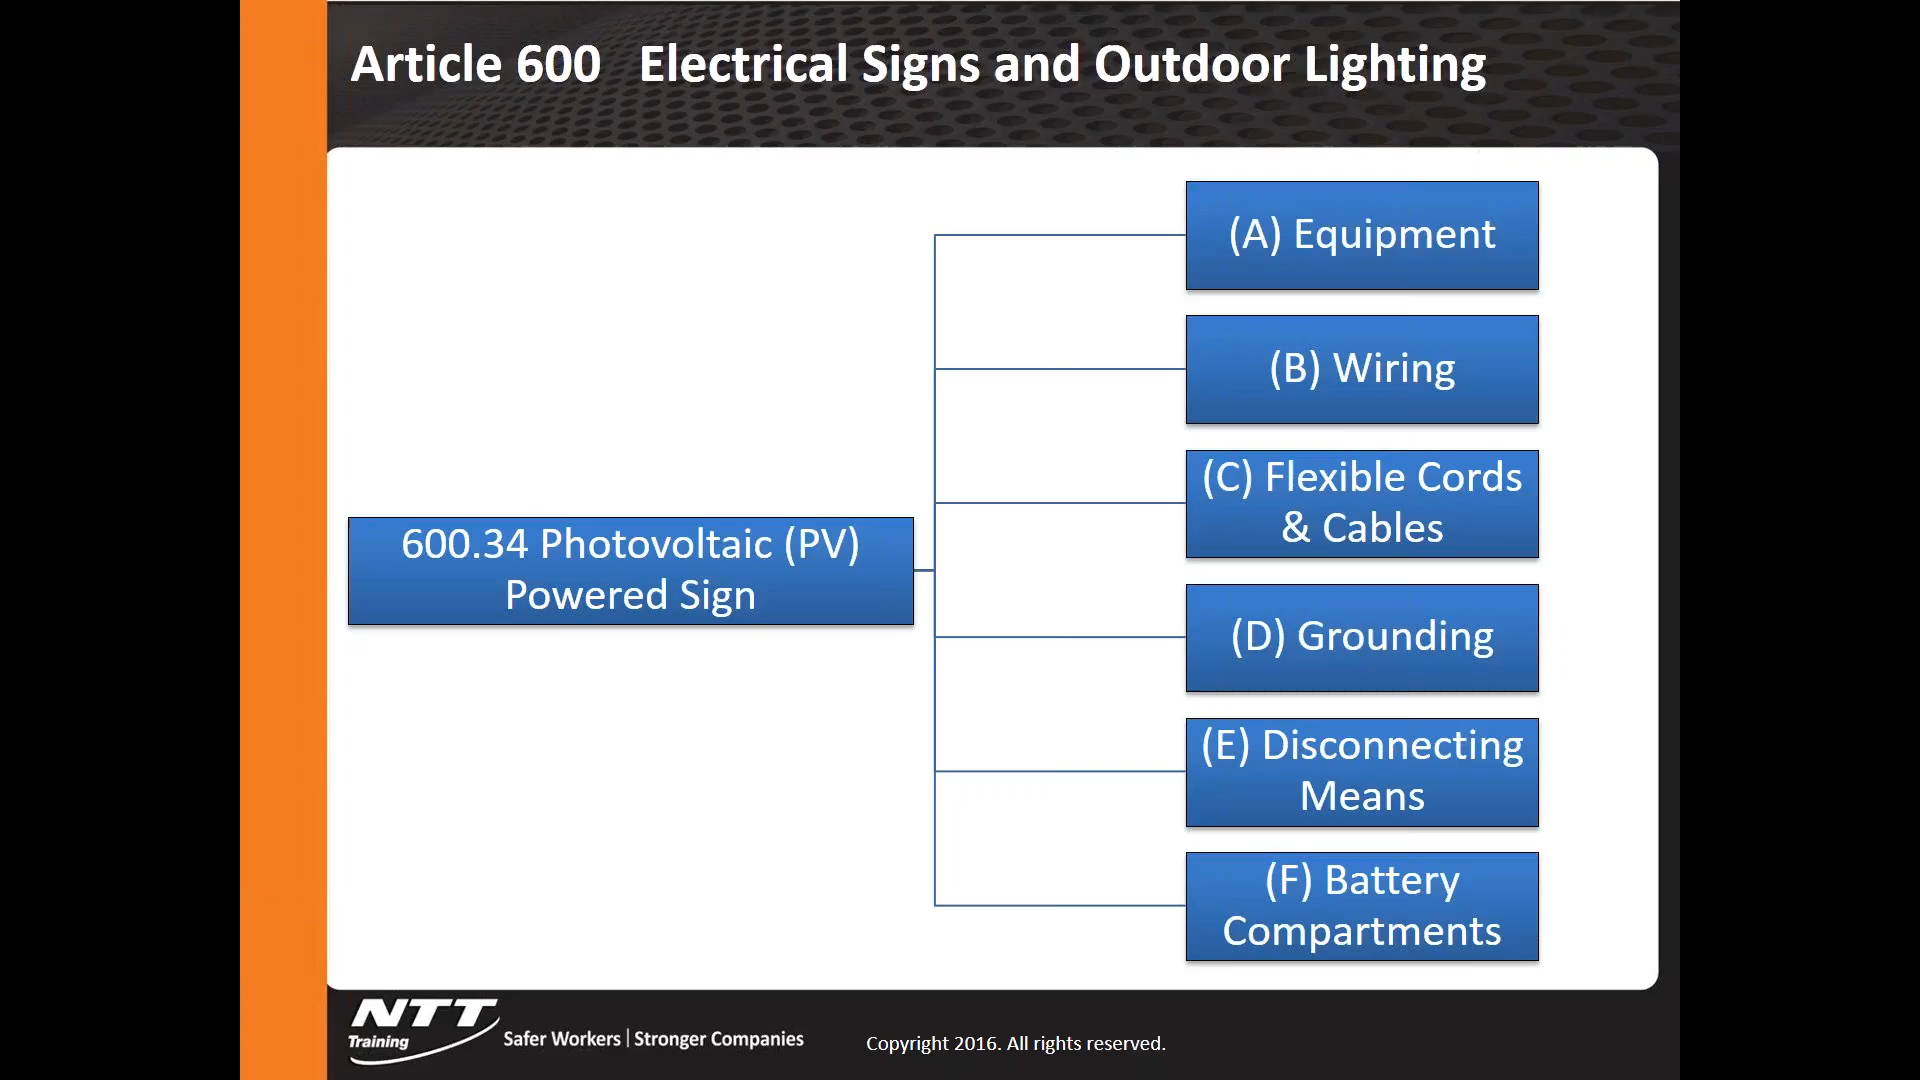 Article 600 Electrical Signs and Outdoor Lighting
(A) Equipment
(B) Wiring
(C) Flexible Cords
& Cables
600.34 Photovoltaic (PV)
Powered Sign
(D) Grounding
(E) Disconnecting
Means
(F) Battery
Compartments
NTT
Training
Safer Workers | Stronger Companies
Copyright 2016. All rights reserved.